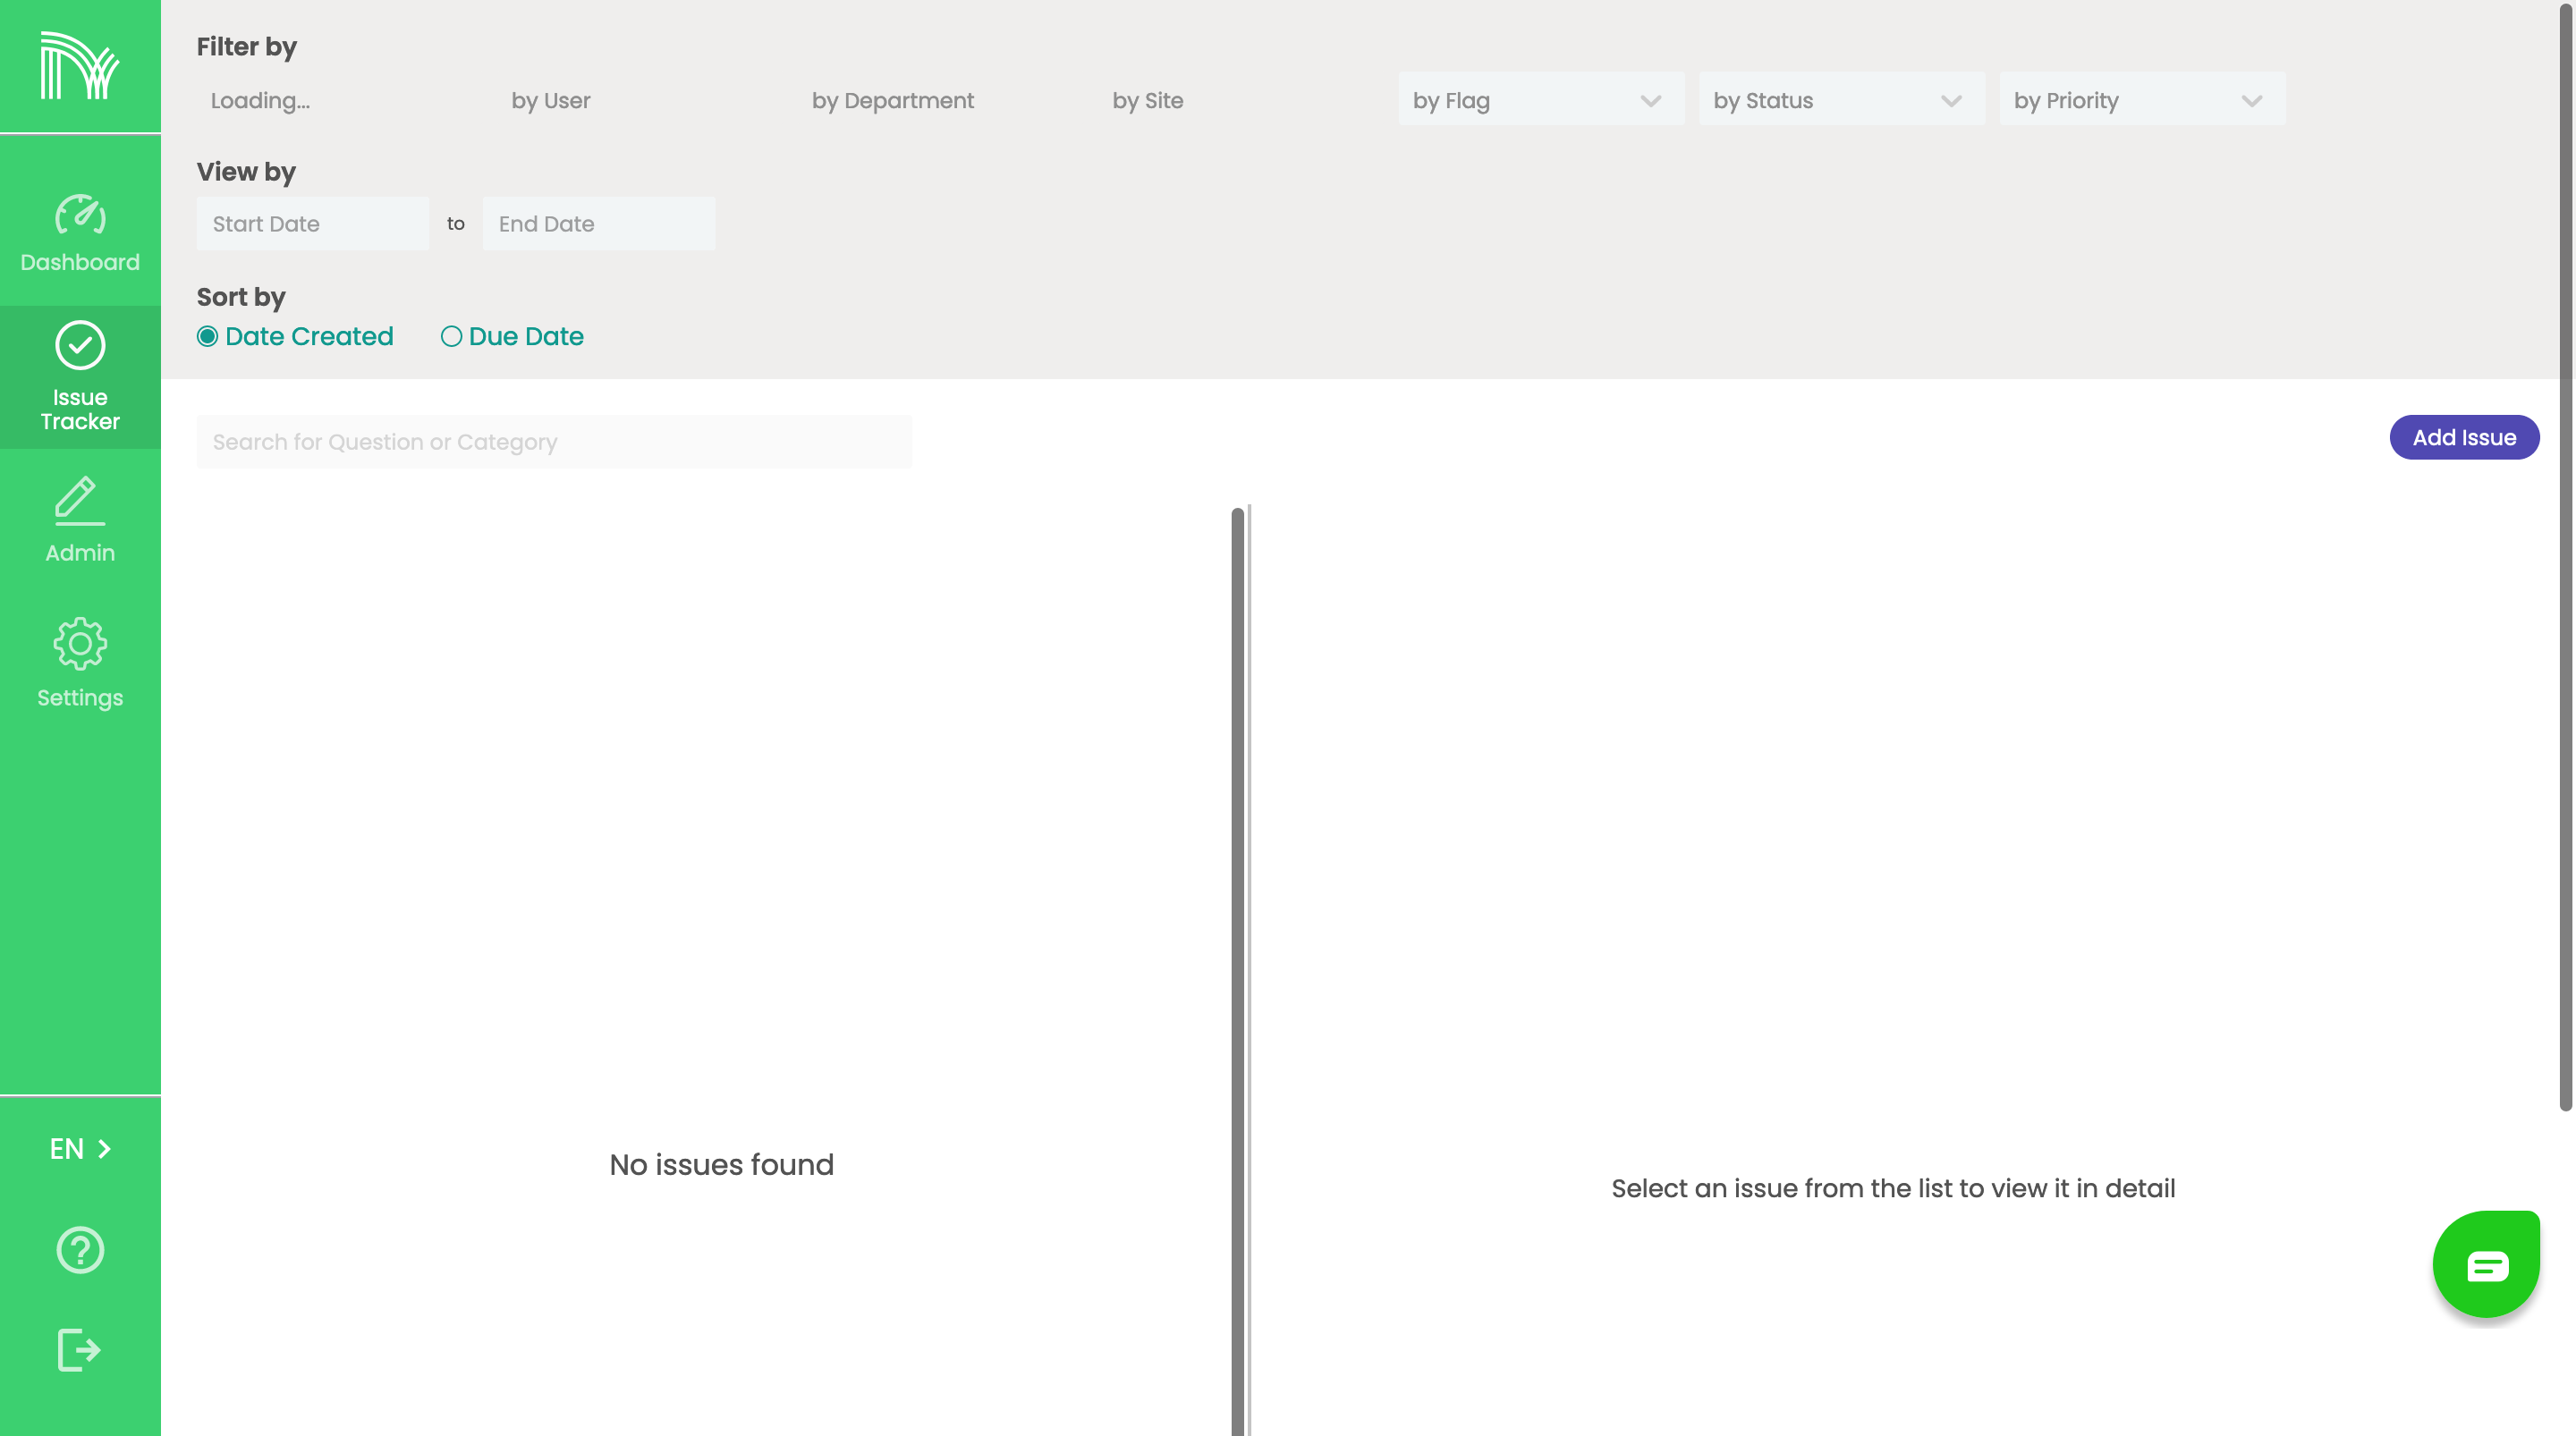 Filter by
Loading... by User by Department by Site by Flag by Status by Priority
View by
Start Date to End Date
Sort by
Date Created Due Date
Dashboard
Issue
Tracker
Admin
Settings
EN
Search for Question or Category
Add Issue
No issues found
Select an issue from the list to view it in detail